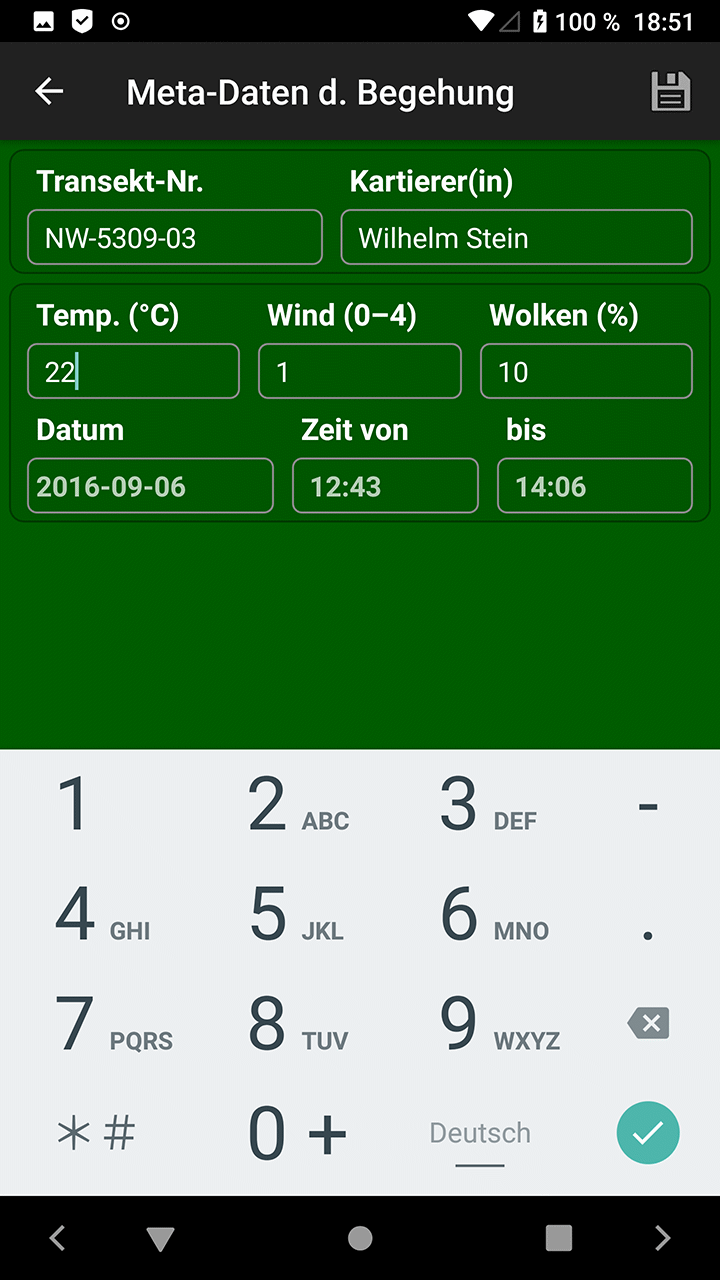 100 % 18:51
Meta-Daten d. Begehung
Transekt-Nr. Kartierer(in)
NW-5309-03 Wilhelm Stein
Temp. (°C) Wind (0–4) Wolken (%)
22 1 10
Datum Zeit von bis
2016-09-06 12:43 14:06
1 2 ABC 3 DEF -
4 GHI 5 JKL 6 MNO .
7 PQRS 8 TUV 9 WXYZ
* # 0 + Deutsch